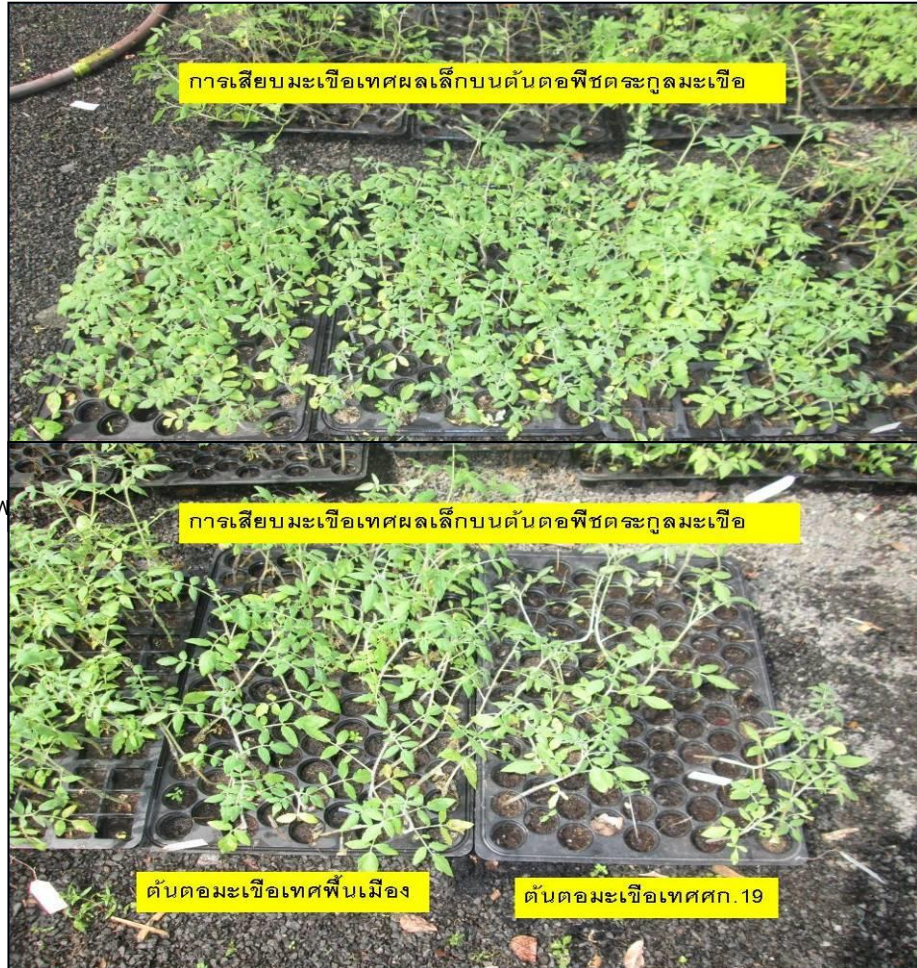 การเสียบมะเขือเทศผลเล็กบนต้นตอพืชตระกูลมะเขือ
การเสียบมะเขือเทศผลเล็กบนต้นตอพืชตระกูลมะเขือ
ต้นตอมะเขือเทศพื้นเมือง
ต้นตอมะเขือเทศศก.19